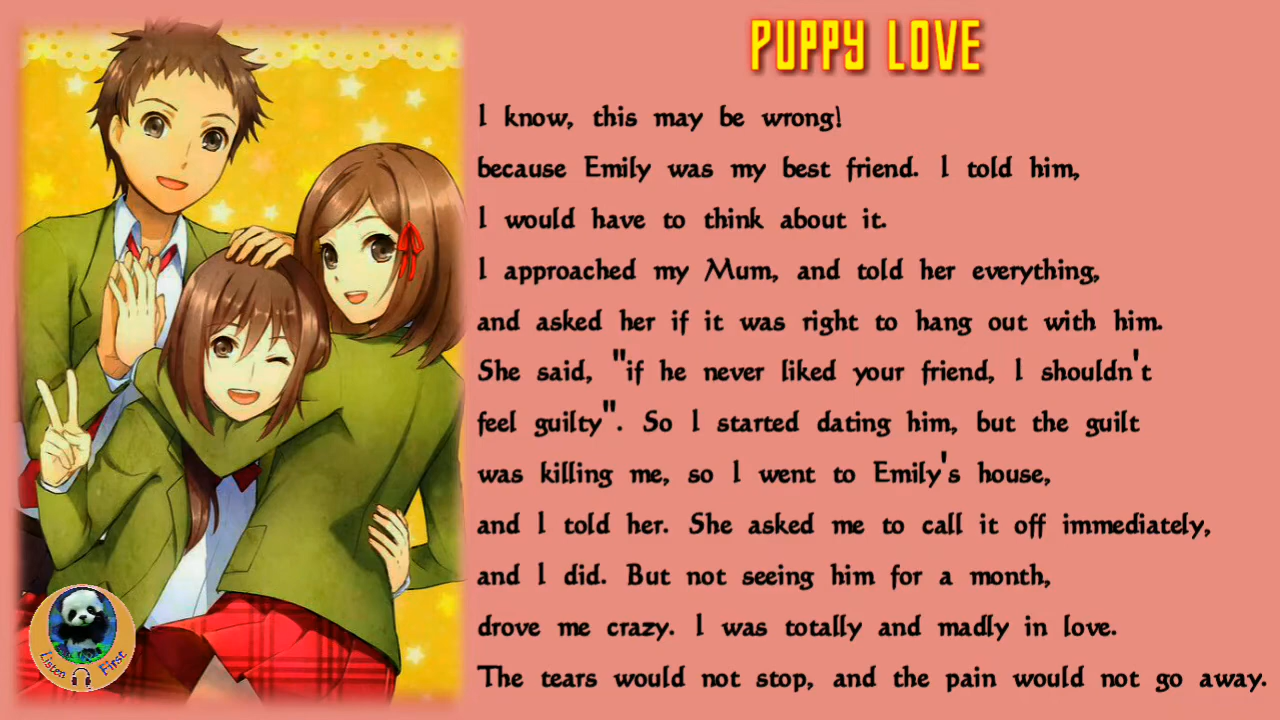 PUPPY LOVE
I know, this may be wrong!
because Emily was my best friend. I told him,
I would have to think about it.
I approached my Mum, and told her everything,
and asked her if it was right to hang out with him.
She said, "if he never liked your friend, I shouldn't
feel guilty". So I started dating him, but the guilt
was killing me, so I went to Emily's house,
and I told her. She asked me to call it off immediately,
and I did. But not seeing him for a month,
drove me crazy. I was totally and madly in love.
The tears would not stop, and the pain would not go away.
Listen First